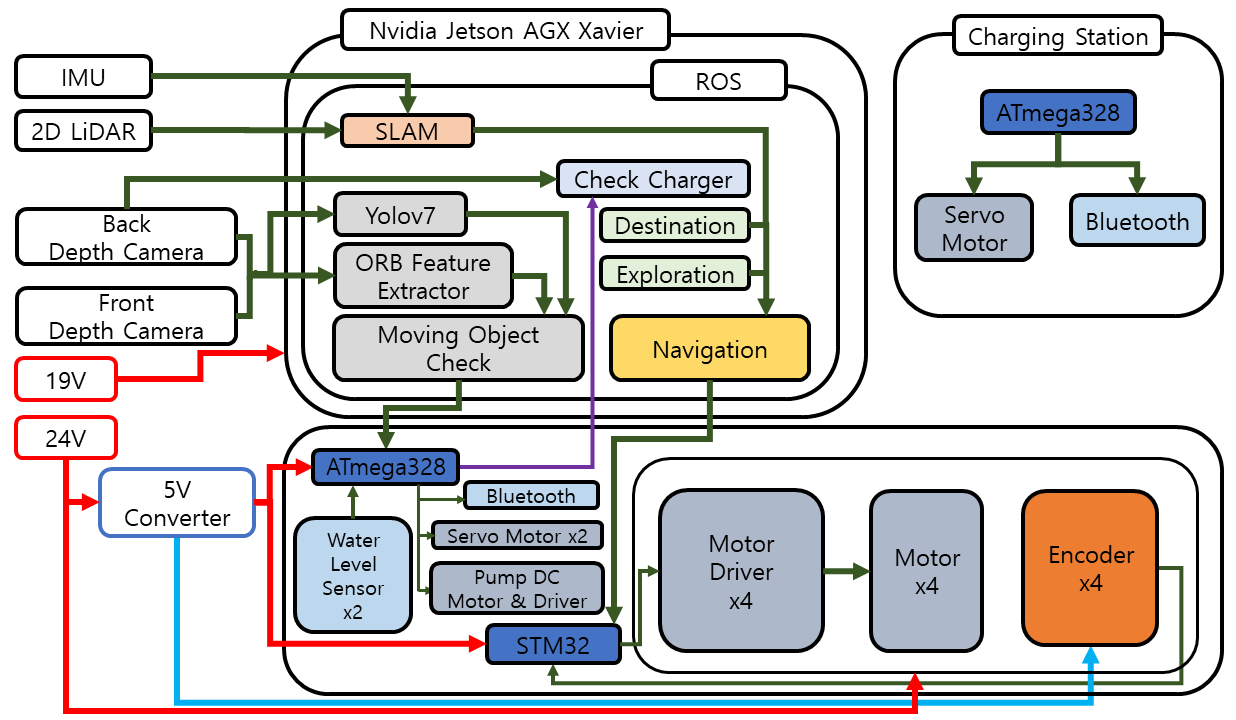 Nvidia Jetson AGX Xavier
Charging Station
IMU
ROS
2D LiDAR
SLAM
ATmega328
Check Charger
Back
Depth Camera
Yolov7
Destination
Servo
Motor
Bluetooth
ORB Feature
Extractor
Exploration
Front
Depth Camera
Moving Object
Check
Navigation
19V
24V
ATmega328
5V
Converter
Bluetooth
Water
Level
Sensor
x2
Servo Motor x2
Pump DC
Motor & Driver
STM32
Motor
Driver
x4
Motor
x4
Encoder
x4